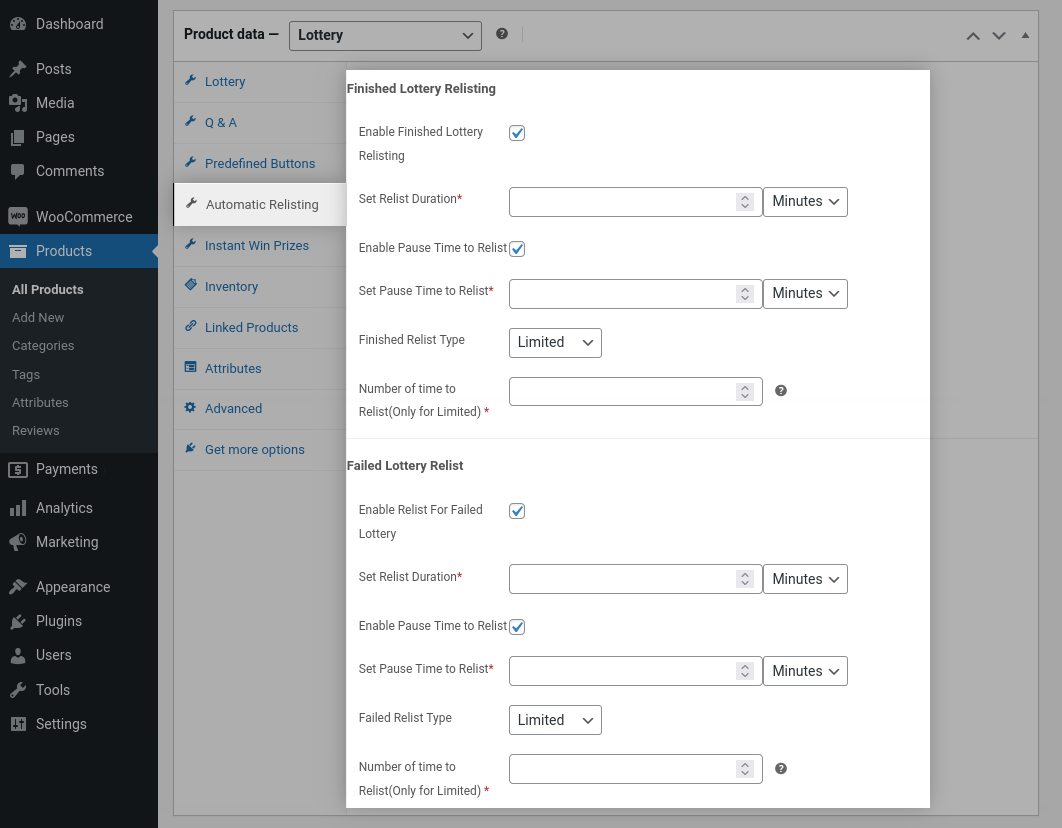 Dashboard
Posts
Media
Pages
Comments
WooCommerce
Products
All Products
Add New
Categories
Tags
Attributes
Reviews
Payments
Analytics
Marketing
Appearance
Plugins
Users
Tools
Settings
Product data — Lottery
Lottery
Q & A
Predefined Buttons
Automatic Relisting
Instant Win Prizes
Inventory
Linked Products
Attributes
Advanced
Get more options
Finished Lottery Relisting
Enable Finished Lottery
Relisting
Set Relist Duration* Minutes
Enable Pause Time to Relist
Set Pause Time to Relist* Minutes
Finished Relist Type Limited
Number of time to
Relist(Only for Limited) *
Failed Lottery Relist
Enable Relist For Failed
Lottery
Set Relist Duration* Minutes
Enable Pause Time to Relist
Set Pause Time to Relist* Minutes
Failed Relist Type Limited
Number of time to
Relist(Only for Limited) *